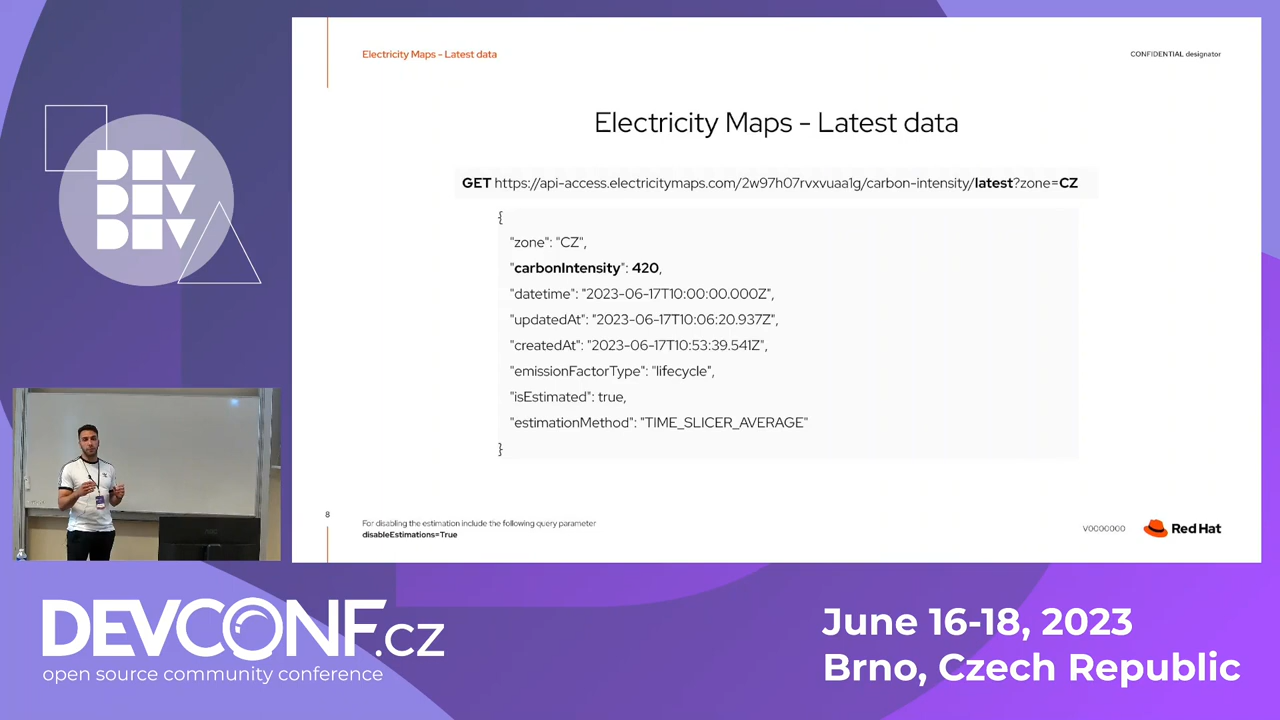 Electricity Maps - Latest data
CONFIDENTIAL designator
Electricity Maps - Latest data
GET https://api-access.electricitymaps.com/2w97h07rvxvuaa1g/carbon-intensity/latest?zone=CZ
{
"zone": "CZ",
"carbonIntensity": 420,
"datetime": "2023-06-17T10:00:00.000Z",
"updatedAt": "2023-06-17T10:06:20.937Z",
"createdAt": "2023-06-17T10:53:39.541Z",
"emissionFactorType": "lifecycle",
"isEstimated": true,
"estimationMethod": "TIME_SLICER_AVERAGE"
}
8
For disabling the estimation include the following query parameter
disableEstimations=True
V0000000
Red Hat
DEV
DEV
DEV
DEVCONF.cz
open source community conference
June 16-18, 2023
Brno, Czech Republic